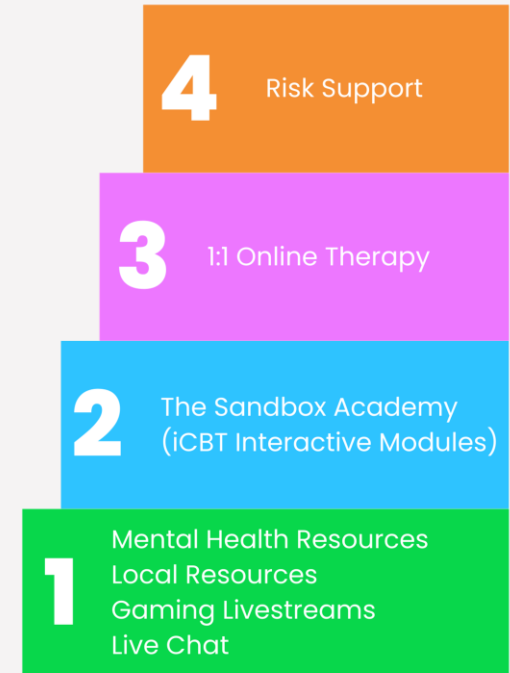 4 Risk Support
3 1:1 Online Therapy
2 The Sandbox Academy
(iCBT Interactive Modules)
1 Mental Health Resources
Local Resources
Gaming Livestreams
Live Chat